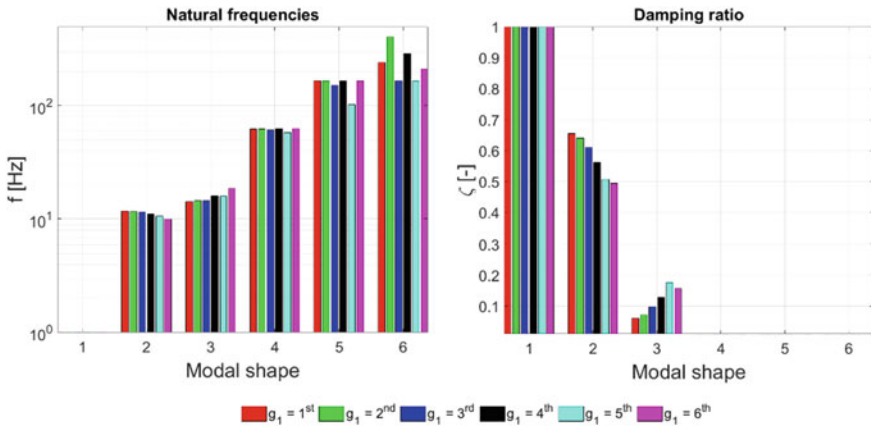 Natural frequencies
f [Hz]
10²
10¹
10⁰
1 2 3 4 5 6
Modal shape
Damping ratio
ζ [-]
1
0.9
0.8
0.7
0.6
0.5
0.4
0.3
0.2
0.1
1 2 3 4 5 6
Modal shape
g₁ = 1ˢᵗ g₁ = 2ⁿᵈ g₁ = 3ʳᵈ g₁ = 4ᵗʰ g₁ = 5ᵗʰ g₁ = 6ᵗʰ